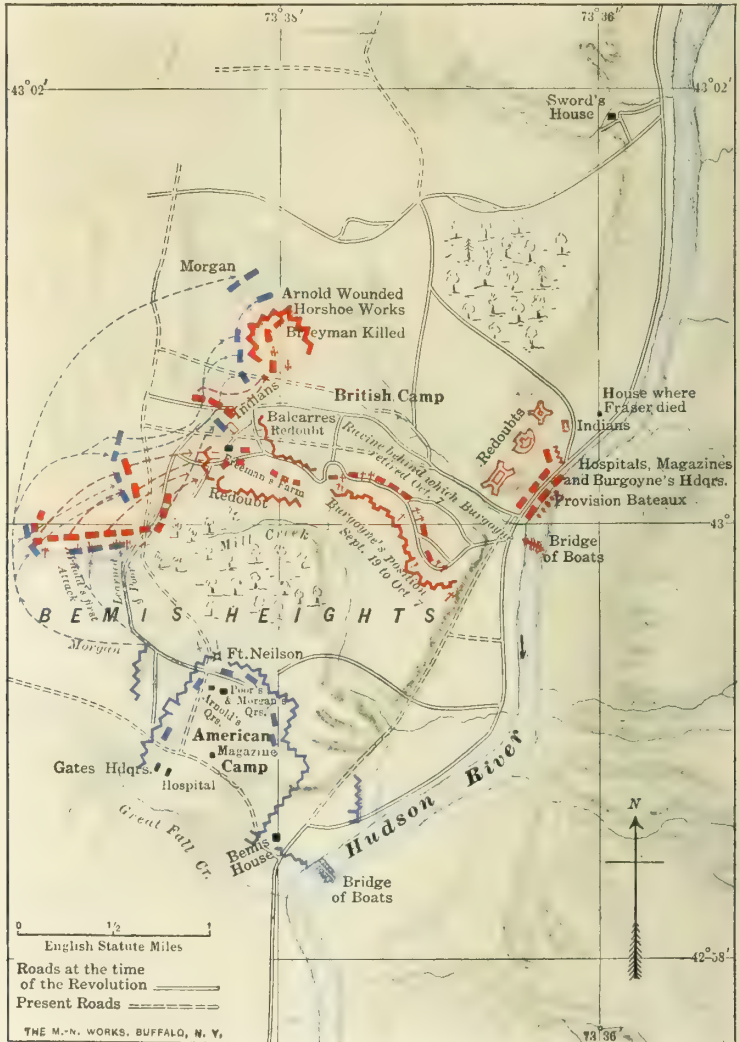 73° 38'
73° 36'
43° 02'
43° 02'
Sword's
House
Morgan
Arnold Wounded
Horshoe Works
Breyman Killed
Indians
British Camp
Balcarres
Redoubt
Ravine behind which Burgoyne
retired Oct.
Redoubts
House where
Fraser died
Indians
Hospitals, Magazines
and Burgoyne's Hdqrs.
Provision Bateaux
Freeman's Farm
Redoubt
Burgoyne's position
Sept. 19 to Oct 7
43°
Bridge
of Boats
Mill Creek
Arnold's first
Attack
Learned
Poor
BEMIS HEIGHTS
Morgan
Ft. Neilson
Poor's
& Morgan's
Qrs.
Arnold's
Qrs.
American
Magazine
Camp
Gates Hdqrs.
Hospital
Great Fall Cr.
Bemis
House
Hudson River
Bridge
of Boats
N
0 1/2 1
English Statute Miles
42° 58'
Roads at the time
of the Revolution
Present Roads
THE M.-N. WORKS, BUFFALO, N. Y.
73° 36'